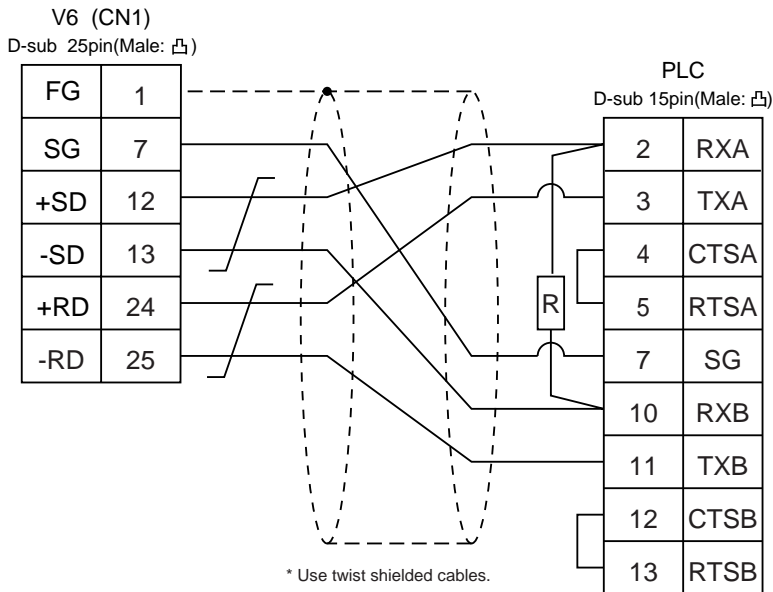 V6 (CN1)
D-sub 25pin(Male: 凸)
FG 1
SG 7
+SD 12
-SD 13
+RD 24
-RD 25
PLC
D-sub 15pin(Male: 凸)
2 RXA
3 TXA
4 CTSA
5 RTSA
7 SG
10 RXB
11 TXB
12 CTSB
13 RTSB
R
* Use twist shielded cables.